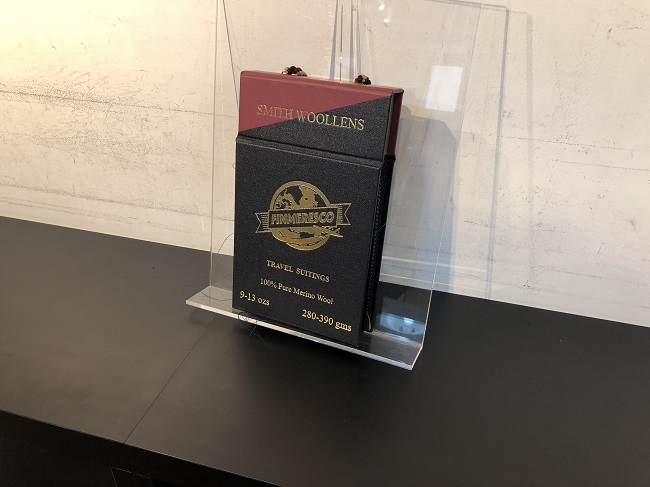 SMITH WOOLLENS
FINMERESCO
TRAVEL SUITINGS
100% Pure Merino Wool
9-13 ozs
280-390 gms